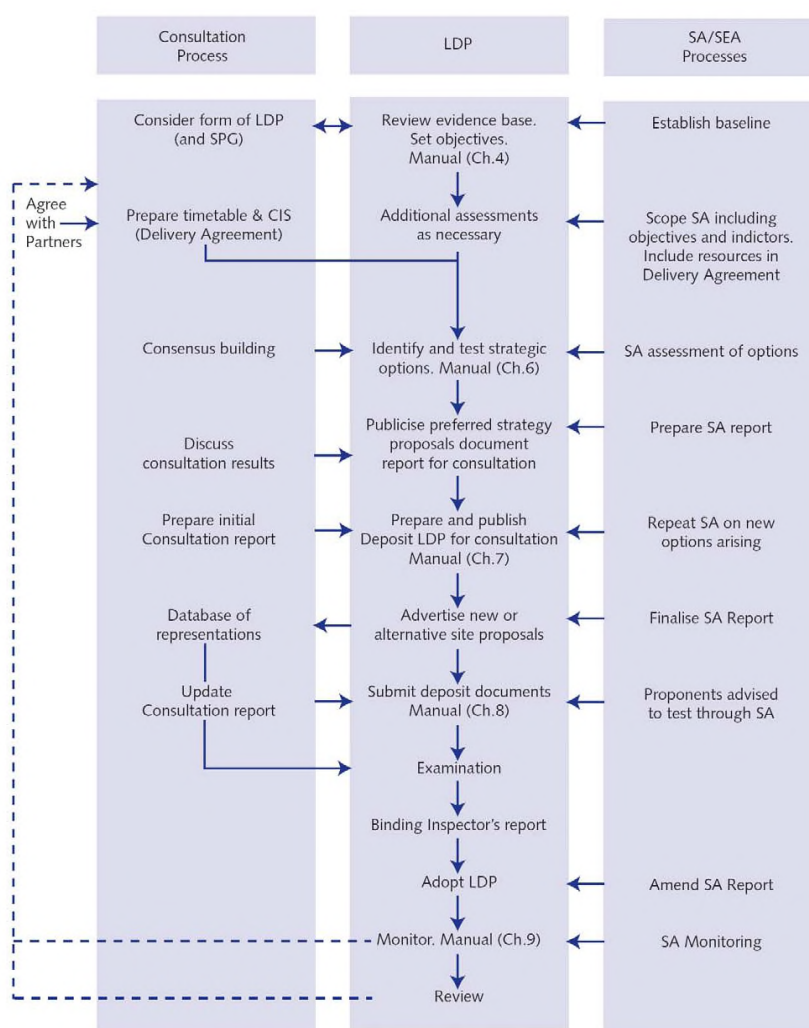 Consultation
Process
LDP
SA/SEA
Processes
Consider form of LDP
(and SPG)
Review evidence base.
Set objectives.
Manual (Ch.4)
Establish baseline
Agree
with
Partners
Prepare timetable & CIS
(Delivery Agreement)
Additional assessments
as necessary
Scope SA including
objectives and indictors.
Include resources in
Delivery Agreement
Consensus building
Identify and test strategic
options. Manual (Ch.6)
SA assessment of options
Discuss
consultation results
Publicise preferred strategy
proposals document
report for consultation
Prepare SA report
Prepare initial
Consultation report
Prepare and publish
Deposit LDP for consultation
Manual (Ch.7)
Repeat SA on new
options arising
Database of
representations
Advertise new or
alternative site proposals
Finalise SA Report
Update
Consultation report
Submit deposit documents
Manual (Ch.8)
Proponents advised
to test through SA
Examination
Binding Inspector's report
Adopt LDP
Amend SA Report
Monitor. Manual (Ch.9)
SA Monitoring
Review